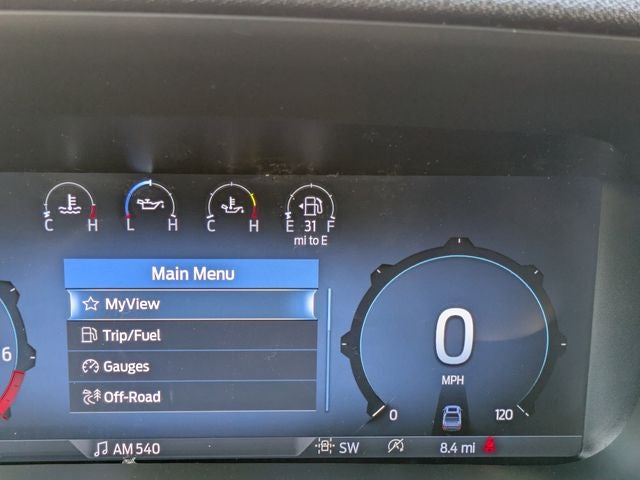 C H L H C H E 31 F
mi to E
Main Menu
MyView
6
Trip/Fuel
0
Gauges
MPH
Off-Road
0 120
AM 540 SW 8.4 mi